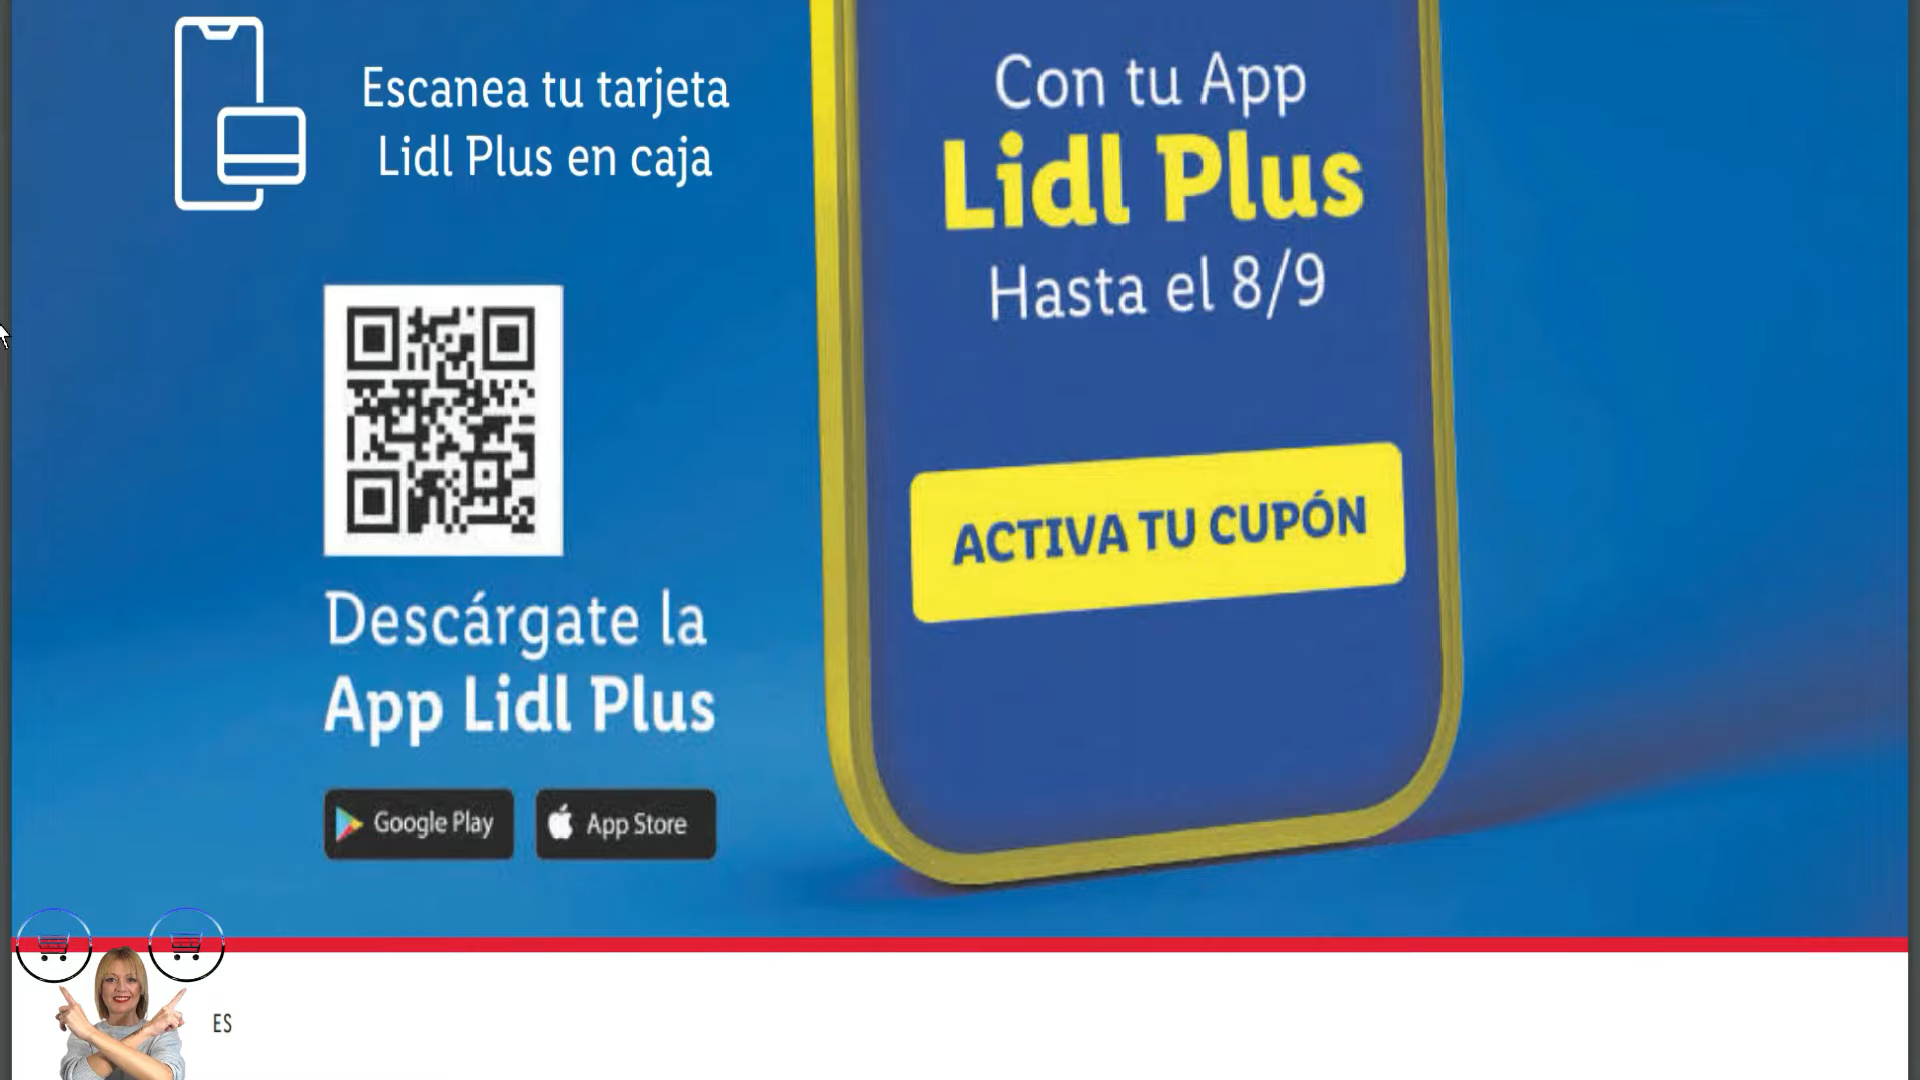 Escanea tu tarjeta
Lidl Plus en caja
Con tu App
Lidl Plus
Hasta el 8/9
ACTIVA TU CUPÓN
Descárgate la
App Lidl Plus
Google Play
App Store
ES